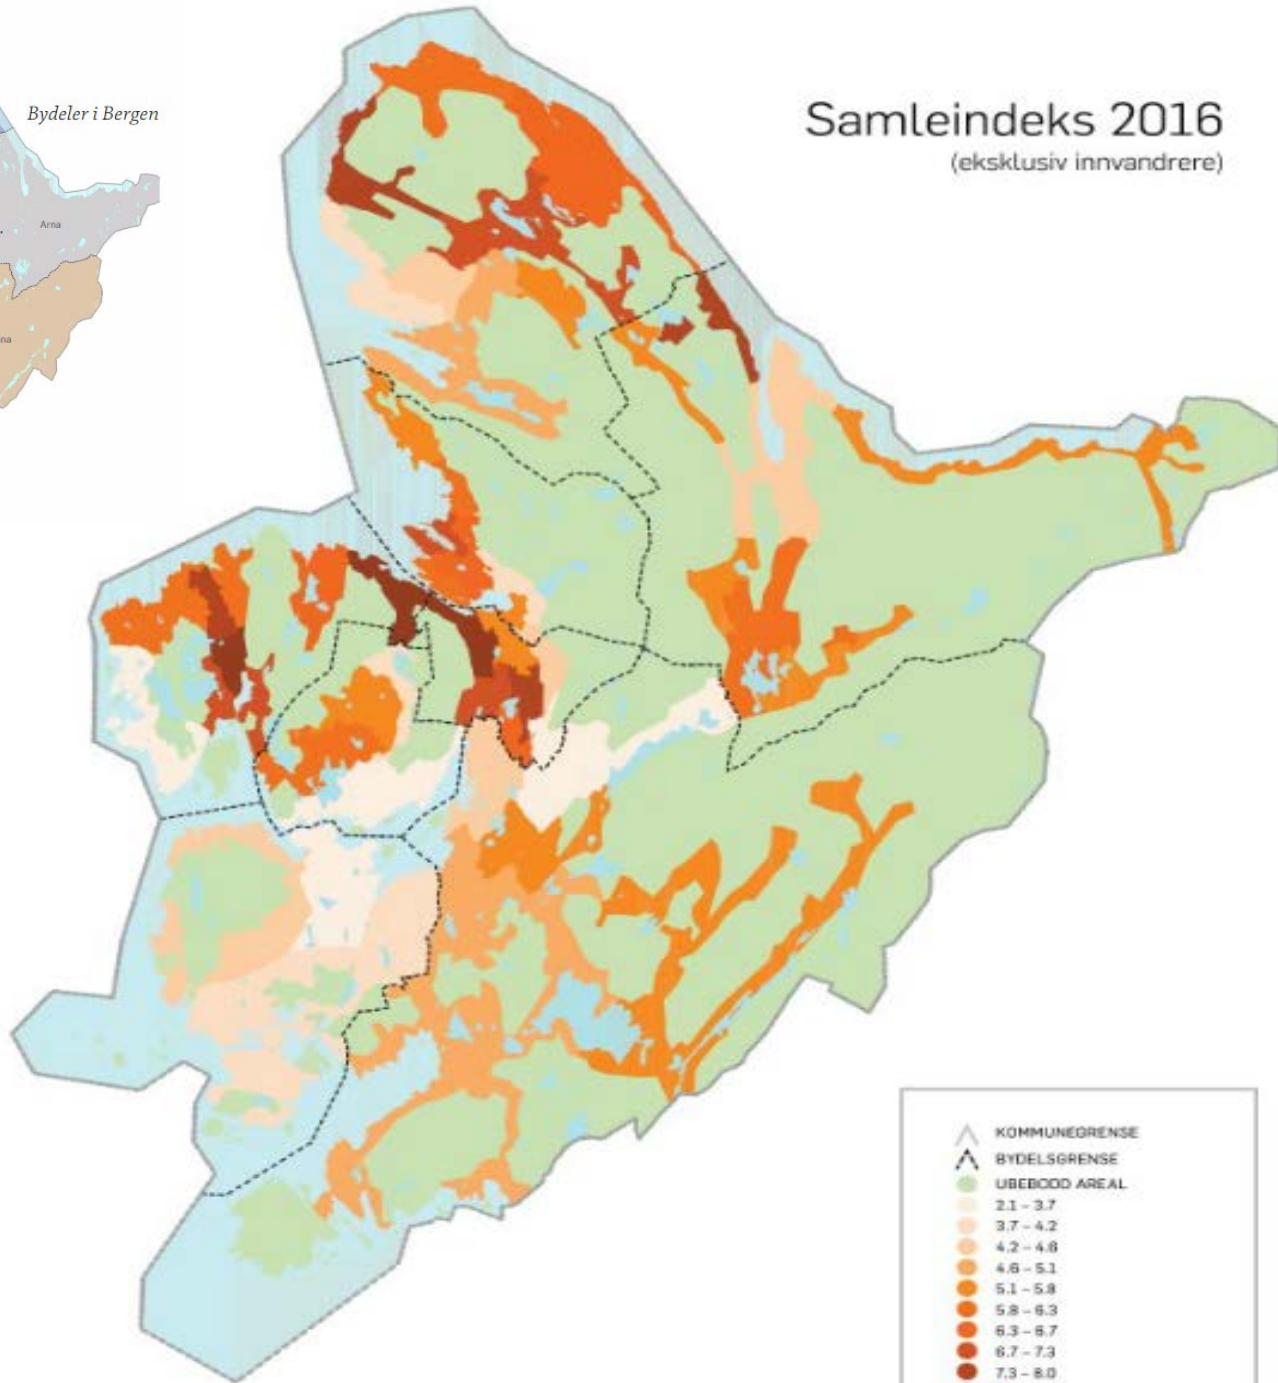 Bydeler i Bergen
Arna
na
Samleindeks 2016
(eksklusiv innvandrere)
KOMMUNEGRENSE
BYDELSGRENSE
UBEBODD AREAL
2.1 – 3.7
3.7 – 4.2
4.2 – 4.6
4.6 – 5.1
5.1 – 5.8
5.8 – 6.3
6.3 – 6.7
6.7 – 7.3
7.3 – 8.0